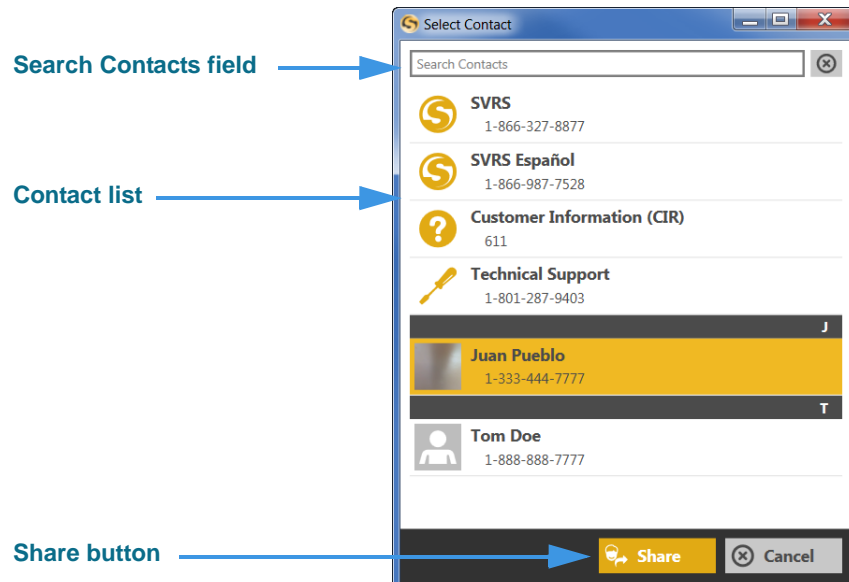 Select Contact
Search Contacts field
Search Contacts
SVRS
1-866-327-8877
SVRS Español
1-866-987-7528
Contact list
Customer Information (CIR)
611
Technical Support
1-801-287-9403
J
Juan Pueblo
1-333-444-7777
T
Tom Doe
1-888-888-7777
Share button
Share
Cancel